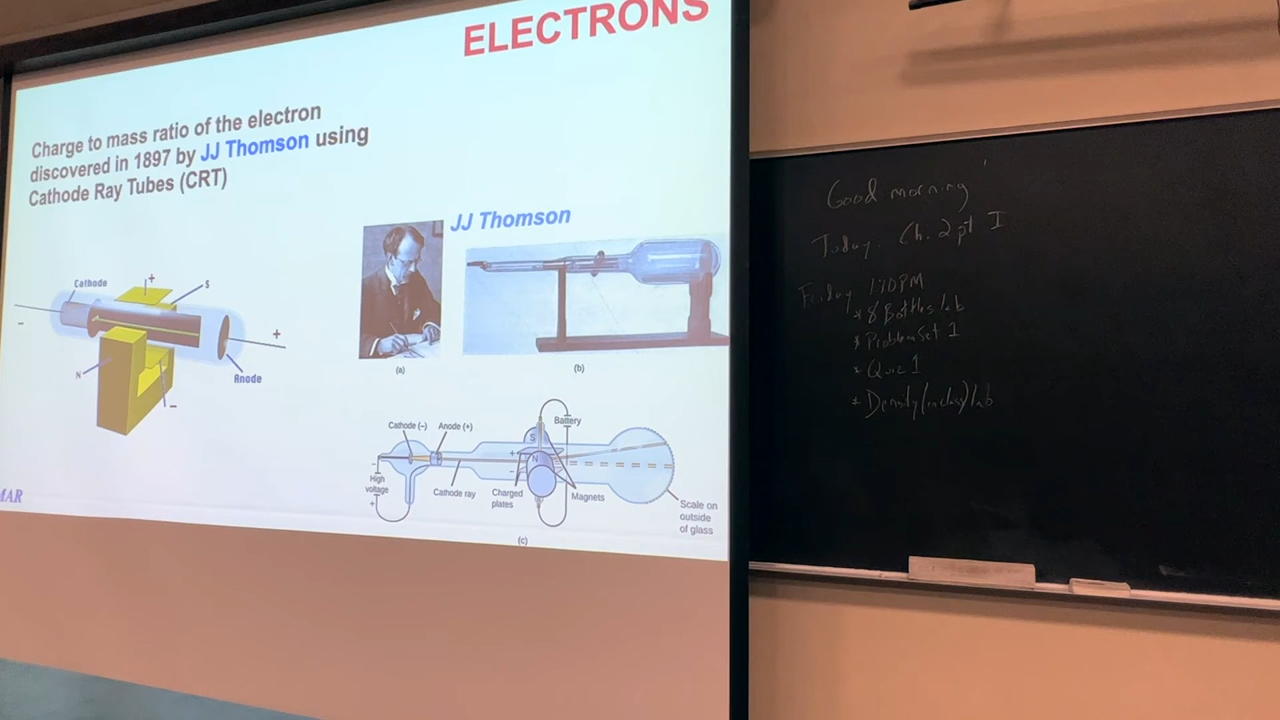 ELECTRONS
Charge to mass ratio of the electron
discovered in 1897 by JJ Thomson using
Cathode Ray Tubes (CRT)
JJ Thomson
Cathode
+
S
−
+
N
Anode
−
(a)
(b)
Cathode (−)
Anode (+)
Battery
S
+
N
−
−
High
voltage
+
Cathode ray
Charged
plates
Magnets
Scale on
outside
of glass
(c)
MAR
Good morning
Today. Ch. 2 pt I
Friday
* 8 Bottles lab
* Problem Set 1
* Quiz 1
* Density (in class) lab